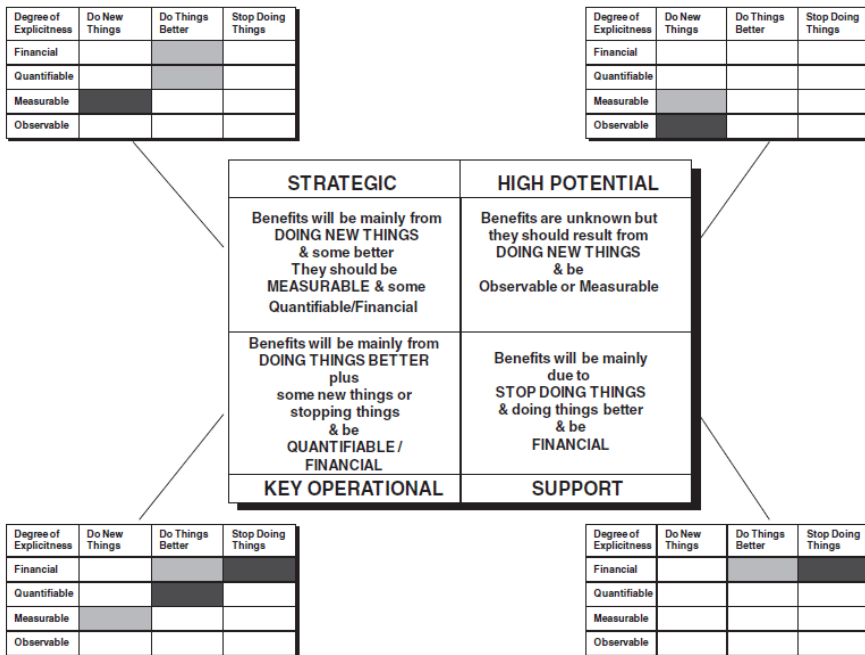 Degree of Explicitness Do New Things Do Things Better Stop Doing Things
Financial
Quantifiable
Measurable
Observable
Degree of Explicitness Do New Things Do Things Better Stop Doing Things
Financial
Quantifiable
Measurable
Observable
STRATEGIC
Benefits will be mainly from
DOING NEW THINGS
& some better
They should be
MEASURABLE & some
Quantifiable/Financial
HIGH POTENTIAL
Benefits are unknown but
they should result from
DOING NEW THINGS
& be
Observable or Measurable
Benefits will be mainly from
DOING THINGS BETTER
plus
some new things or
stopping things
& be
QUANTIFIABLE /
FINANCIAL
KEY OPERATIONAL
Benefits will be mainly
due to
STOP DOING THINGS
& doing things better
& be
FINANCIAL
SUPPORT
Degree of Explicitness Do New Things Do Things Better Stop Doing Things
Financial
Quantifiable
Measurable
Observable
Degree of Explicitness Do New Things Do Things Better Stop Doing Things
Financial
Quantifiable
Measurable
Observable